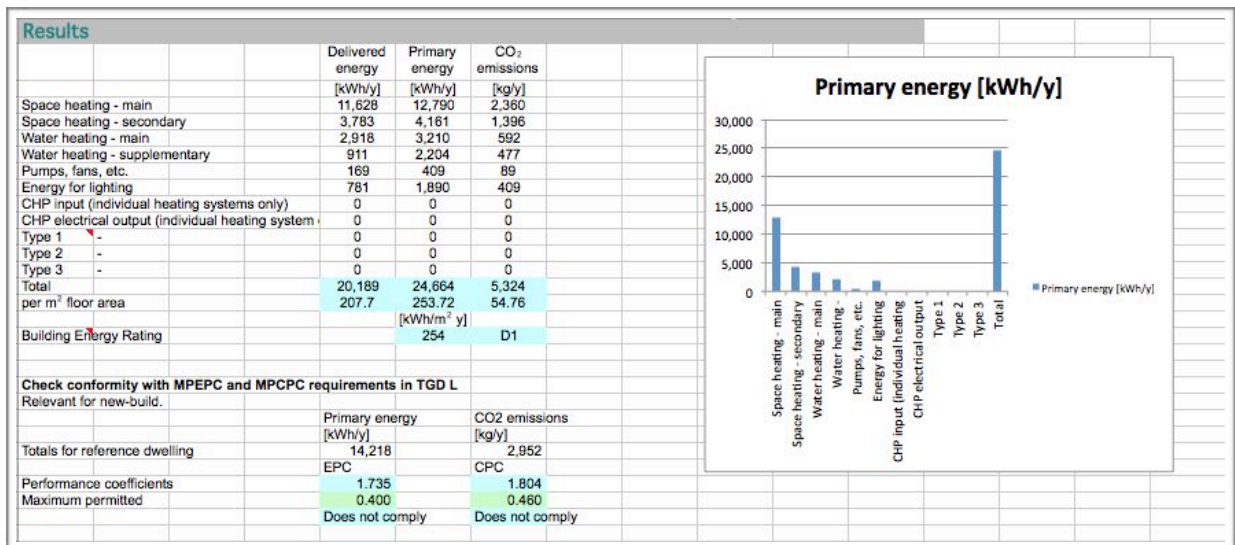 Results
Delivered energy Primary energy CO₂ emissions
[kWh/y] [kWh/y] [kg/y]
Space heating - main 11,628 12,790 2,360
Space heating - secondary 3,783 4,161 1,396
Water heating - main 2,918 3,210 592
Water heating - supplementary 911 2,204 477
Pumps, fans, etc. 169 409 89
Energy for lighting 781 1,890 409
CHP input (individual heating systems only) 0 0 0
CHP electrical output (individual heating system 0 0 0
Type 1 - 0 0 0
Type 2 - 0 0 0
Type 3 - 0 0 0
Total 20,189 24,664 5,324
per m² floor area 207.7 253.72 54.76
[kWh/m² y]
Building Energy Rating 254 D1
Check conformity with MPEPC and MPCPC requirements in TGD L
Relevant for new-build.
Primary energy CO2 emissions
[kWh/y] [kg/y]
Totals for reference dwelling 14,218 2,952
EPC CPC
Performance coefficients 1.735 1.804
Maximum permitted 0.400 0.460
Does not comply Does not comply
Primary energy [kWh/y]
30,000
25,000
20,000
15,000
10,000
5,000
0
Space heating - main
Space heating - secondary
Water heating - main
Water heating -
Pumps, fans, etc.
Energy for lighting
CHP input (individual heating
CHP electrical output
Type 1
Type 2
Type 3
Total
Primary energy [kWh/y]